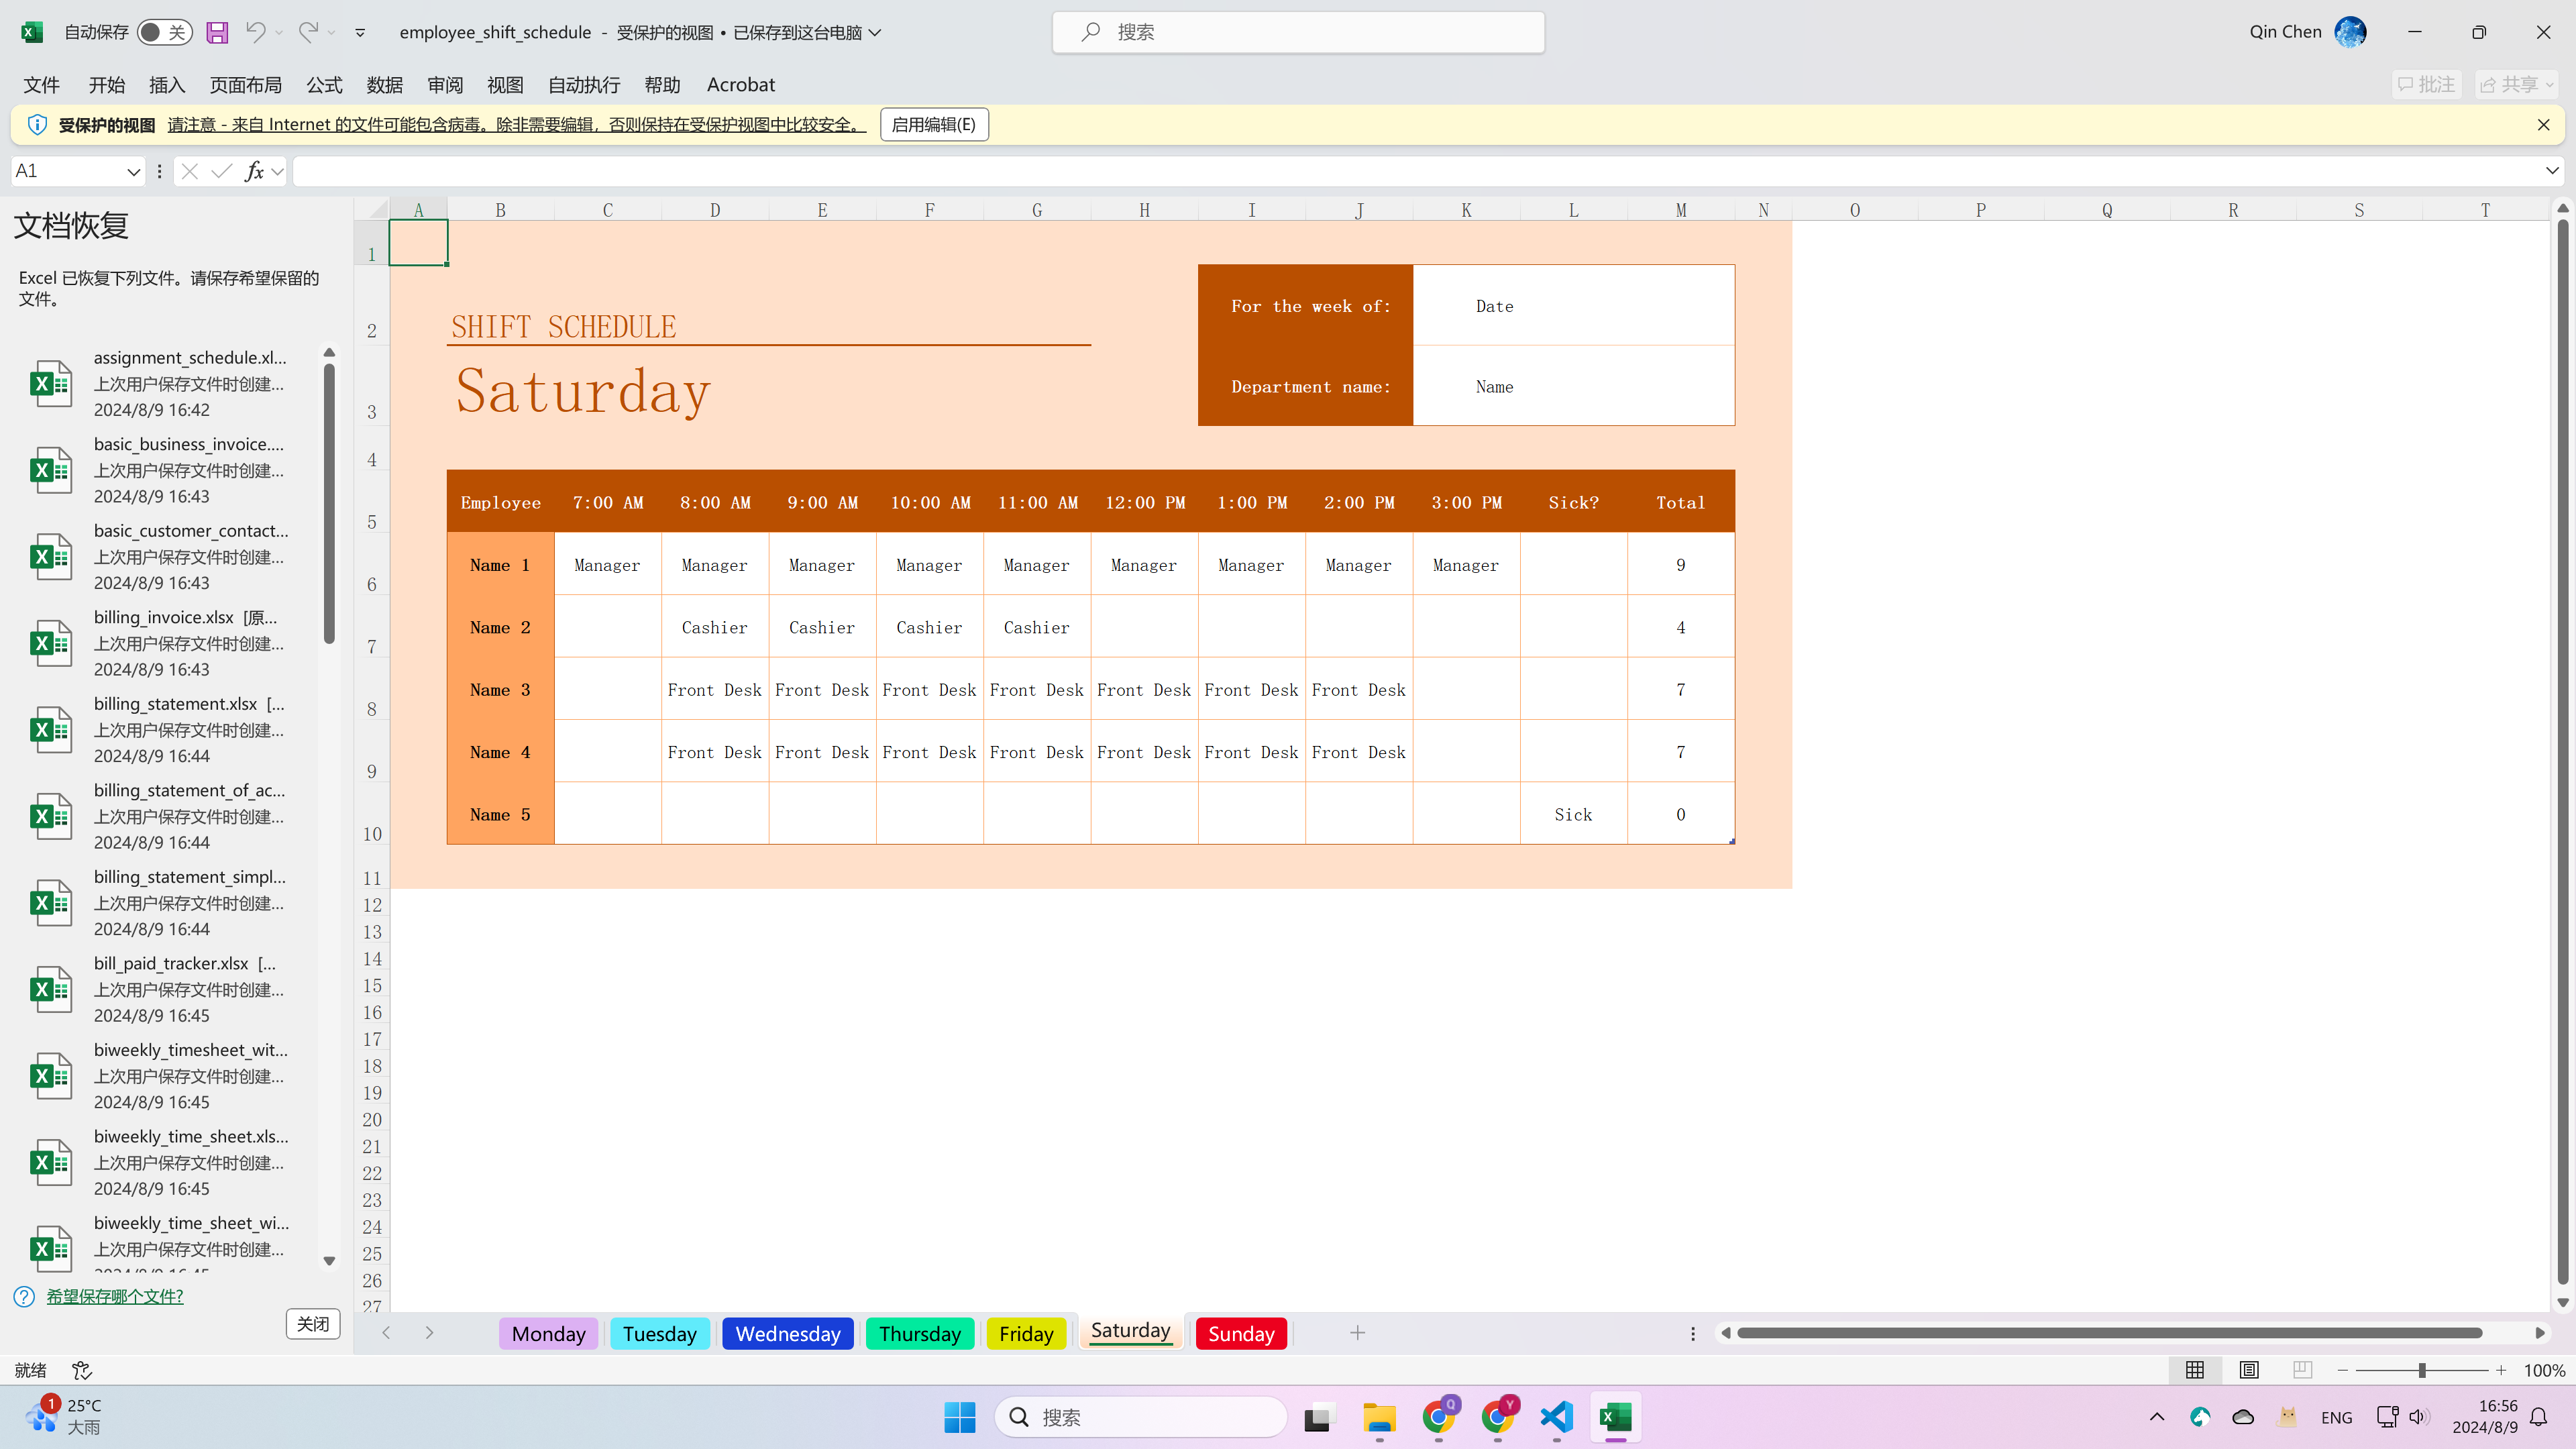 自动保存 关 employee_shift_schedule - 受保护的视图 • 已保存到这台电脑 搜索 Qin Chen
文件 开始 插入 页面布局 公式 数据 审阅 视图 自动执行 帮助 Acrobat 批注 共享
受保护的视图 请注意 - 来自 Internet 的文件可能包含病毒。除非需要编辑，否则保持在受保护视图中比较安全。 启用编辑(E)
A1 fx
文档恢复
Excel 已恢复下列文件。请保存希望保留的
文件。
assignment_schedule.xl...
上次用户保存文件时创建...
2024/8/9 16:42
basic_business_invoice....
上次用户保存文件时创建...
2024/8/9 16:43
basic_customer_contact...
上次用户保存文件时创建...
2024/8/9 16:43
billing_invoice.xlsx [原...
上次用户保存文件时创建...
2024/8/9 16:43
billing_statement.xlsx [...
上次用户保存文件时创建...
2024/8/9 16:44
billing_statement_of_ac...
上次用户保存文件时创建...
2024/8/9 16:44
billing_statement_simpl...
上次用户保存文件时创建...
2024/8/9 16:44
bill_paid_tracker.xlsx [...
上次用户保存文件时创建...
2024/8/9 16:45
biweekly_timesheet_wit...
上次用户保存文件时创建...
2024/8/9 16:45
biweekly_time_sheet.xls...
上次用户保存文件时创建...
2024/8/9 16:45
biweekly_time_sheet_wi...
上次用户保存文件时创建...
2024/8/9 16:45
希望保存哪个文件?
关闭
A B C D E F G H I J K L M N O P Q R S T
1
2 SHIFT SCHEDULE For the week of: Date
3 Saturday Department name: Name
4
5 Employee 7:00 AM 8:00 AM 9:00 AM 10:00 AM 11:00 AM 12:00 PM 1:00 PM 2:00 PM 3:00 PM Sick? Total
6 Name 1 Manager Manager Manager Manager Manager Manager Manager Manager Manager 9
7 Name 2 Cashier Cashier Cashier Cashier 4
8 Name 3 Front Desk Front Desk Front Desk Front Desk Front Desk Front Desk Front Desk 7
9 Name 4 Front Desk Front Desk Front Desk Front Desk Front Desk Front Desk Front Desk 7
10 Name 5 Sick 0
11
12
13
14
15
16
17
18
19
20
21
22
23
24
25
26
27
Monday Tuesday Wednesday Thursday Friday Saturday Sunday
就绪 100%
1 25°C
大雨
搜索 Q Y ENG 16:56
2024/8/9